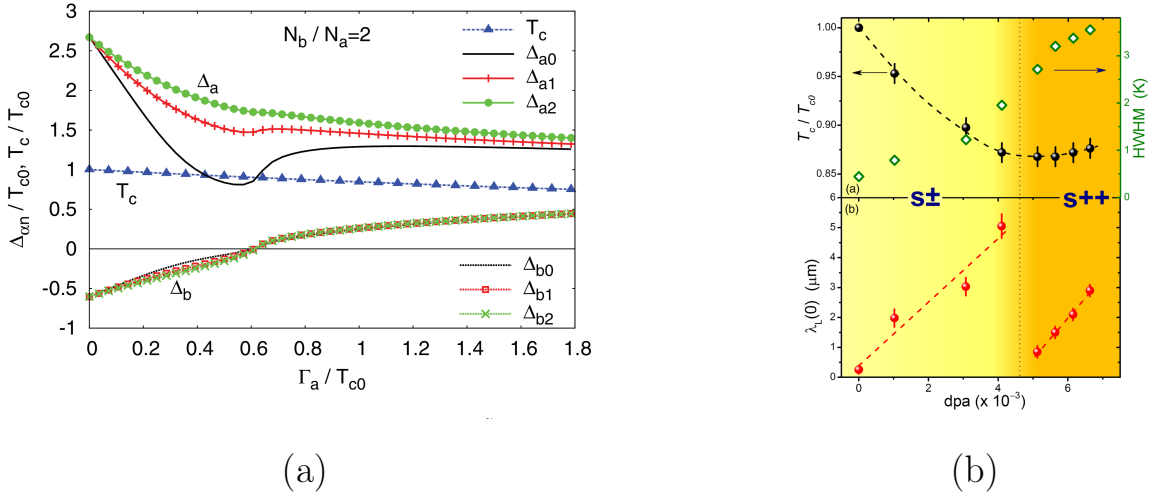 N_b / N_a=2
T_c
Δ_a0
Δ_a1
Δ_a2
Δ_a
T_c
Δ_b
Δ_b0
Δ_b1
Δ_b2
3
2.5
2
1.5
1
0.5
0
-0.5
-1
Δ_αn / T_c0, T_c / T_c0
0 0.2 0.4 0.6 0.8 1 1.2 1.4 1.6 1.8
Γ_a / T_c0
(a)
1.00
0.95
0.90
0.85
T_c / T_c0
3
2
1
0
HWHM (K)
(a)
s± s++
(b)
6
5
4
3
2
1
0
λ_L(0) (μm)
0 2 4 6
dpa (x 10⁻³)
(b)